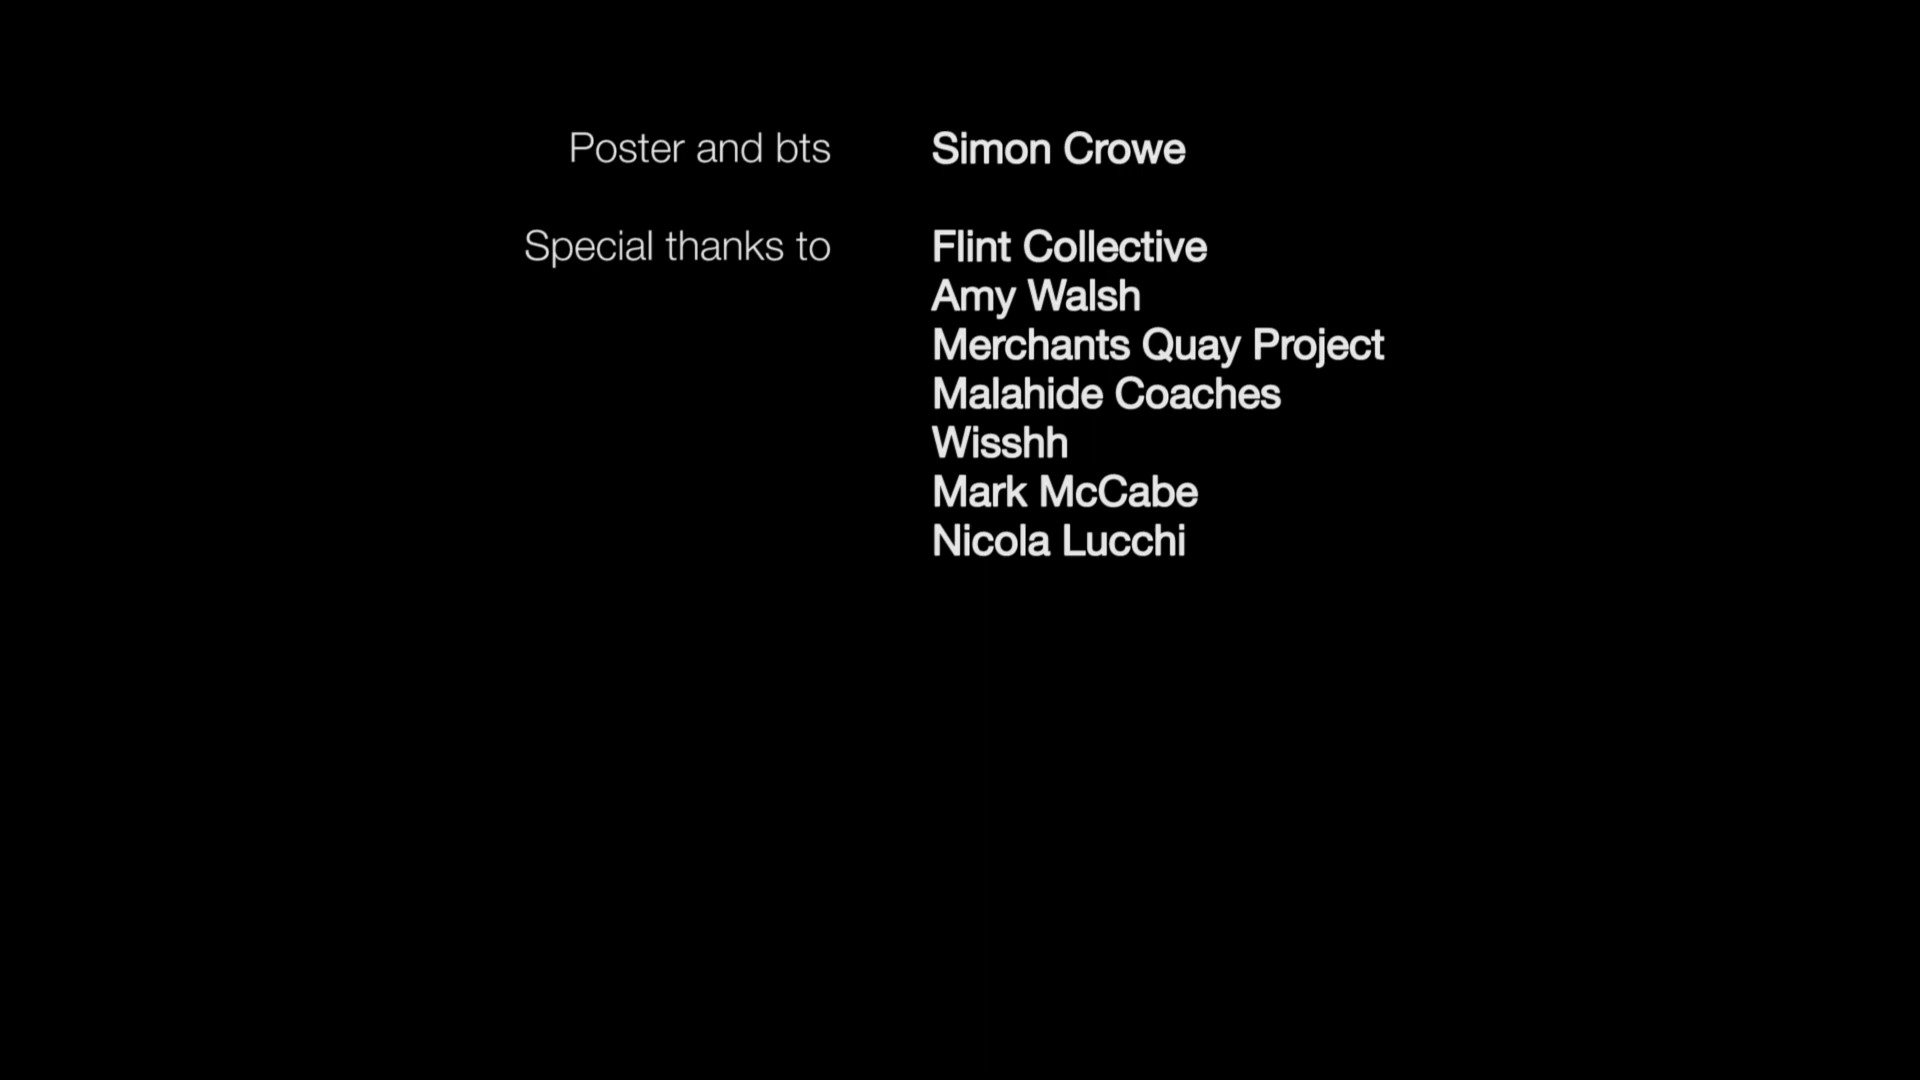 Poster and bts Simon Crowe
Special thanks to Flint Collective
Amy Walsh
Merchants Quay Project
Malahide Coaches
Wisshh
Mark McCabe
Nicola Lucchi